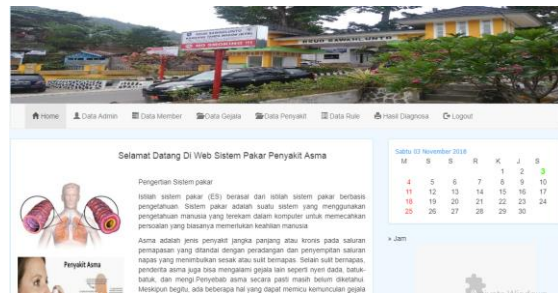 RSUD SAWAHLUNTO
NO SMOKING !!!
RSUD SAWAHLUNTO
Home Data Admin Data Member Data Gejala Data Penyakit Data Rule Hasil Diagnosa Logout
Selamat Datang Di Web Sistem Pakar Penyakit Asma
Pengertian Sistem pakar
Istilah sistem pakar (ES) berasal dari istilah sistem pakar berbasis
pengetahuan. Sistem pakar adalah suatu sistem yang menggunakan
pengetahuan manusia yang terekam dalam komputer untuk memecahkan
persoalan yang biasanya memerlukan keahlian manusia
Asma adalah jenis penyakit jangka panjang atau kronis pada saluran
pernapasan yang ditandai dengan peradangan dan penyempitan saluran
napas yang menimbulkan sesak atau sulit bernapas. Selain sulit bernapas,
penderita asma juga bisa mengalami gejala lain seperti nyeri dada, batuk-
batuk, dan mengi.Penyebab asma secara pasti masih belum diketahui.
Meskipun begitu, ada beberapa hal yang dapat memicu kemunculan gejala
Penyakit Asma
Sabtu 03 November 2018
M S S R K J S
1 2 3
4 5 6 7 8 9 10
11 12 13 14 15 16 17
18 19 20 21 22 23 24
25 26 27 28 29 30
» Jam